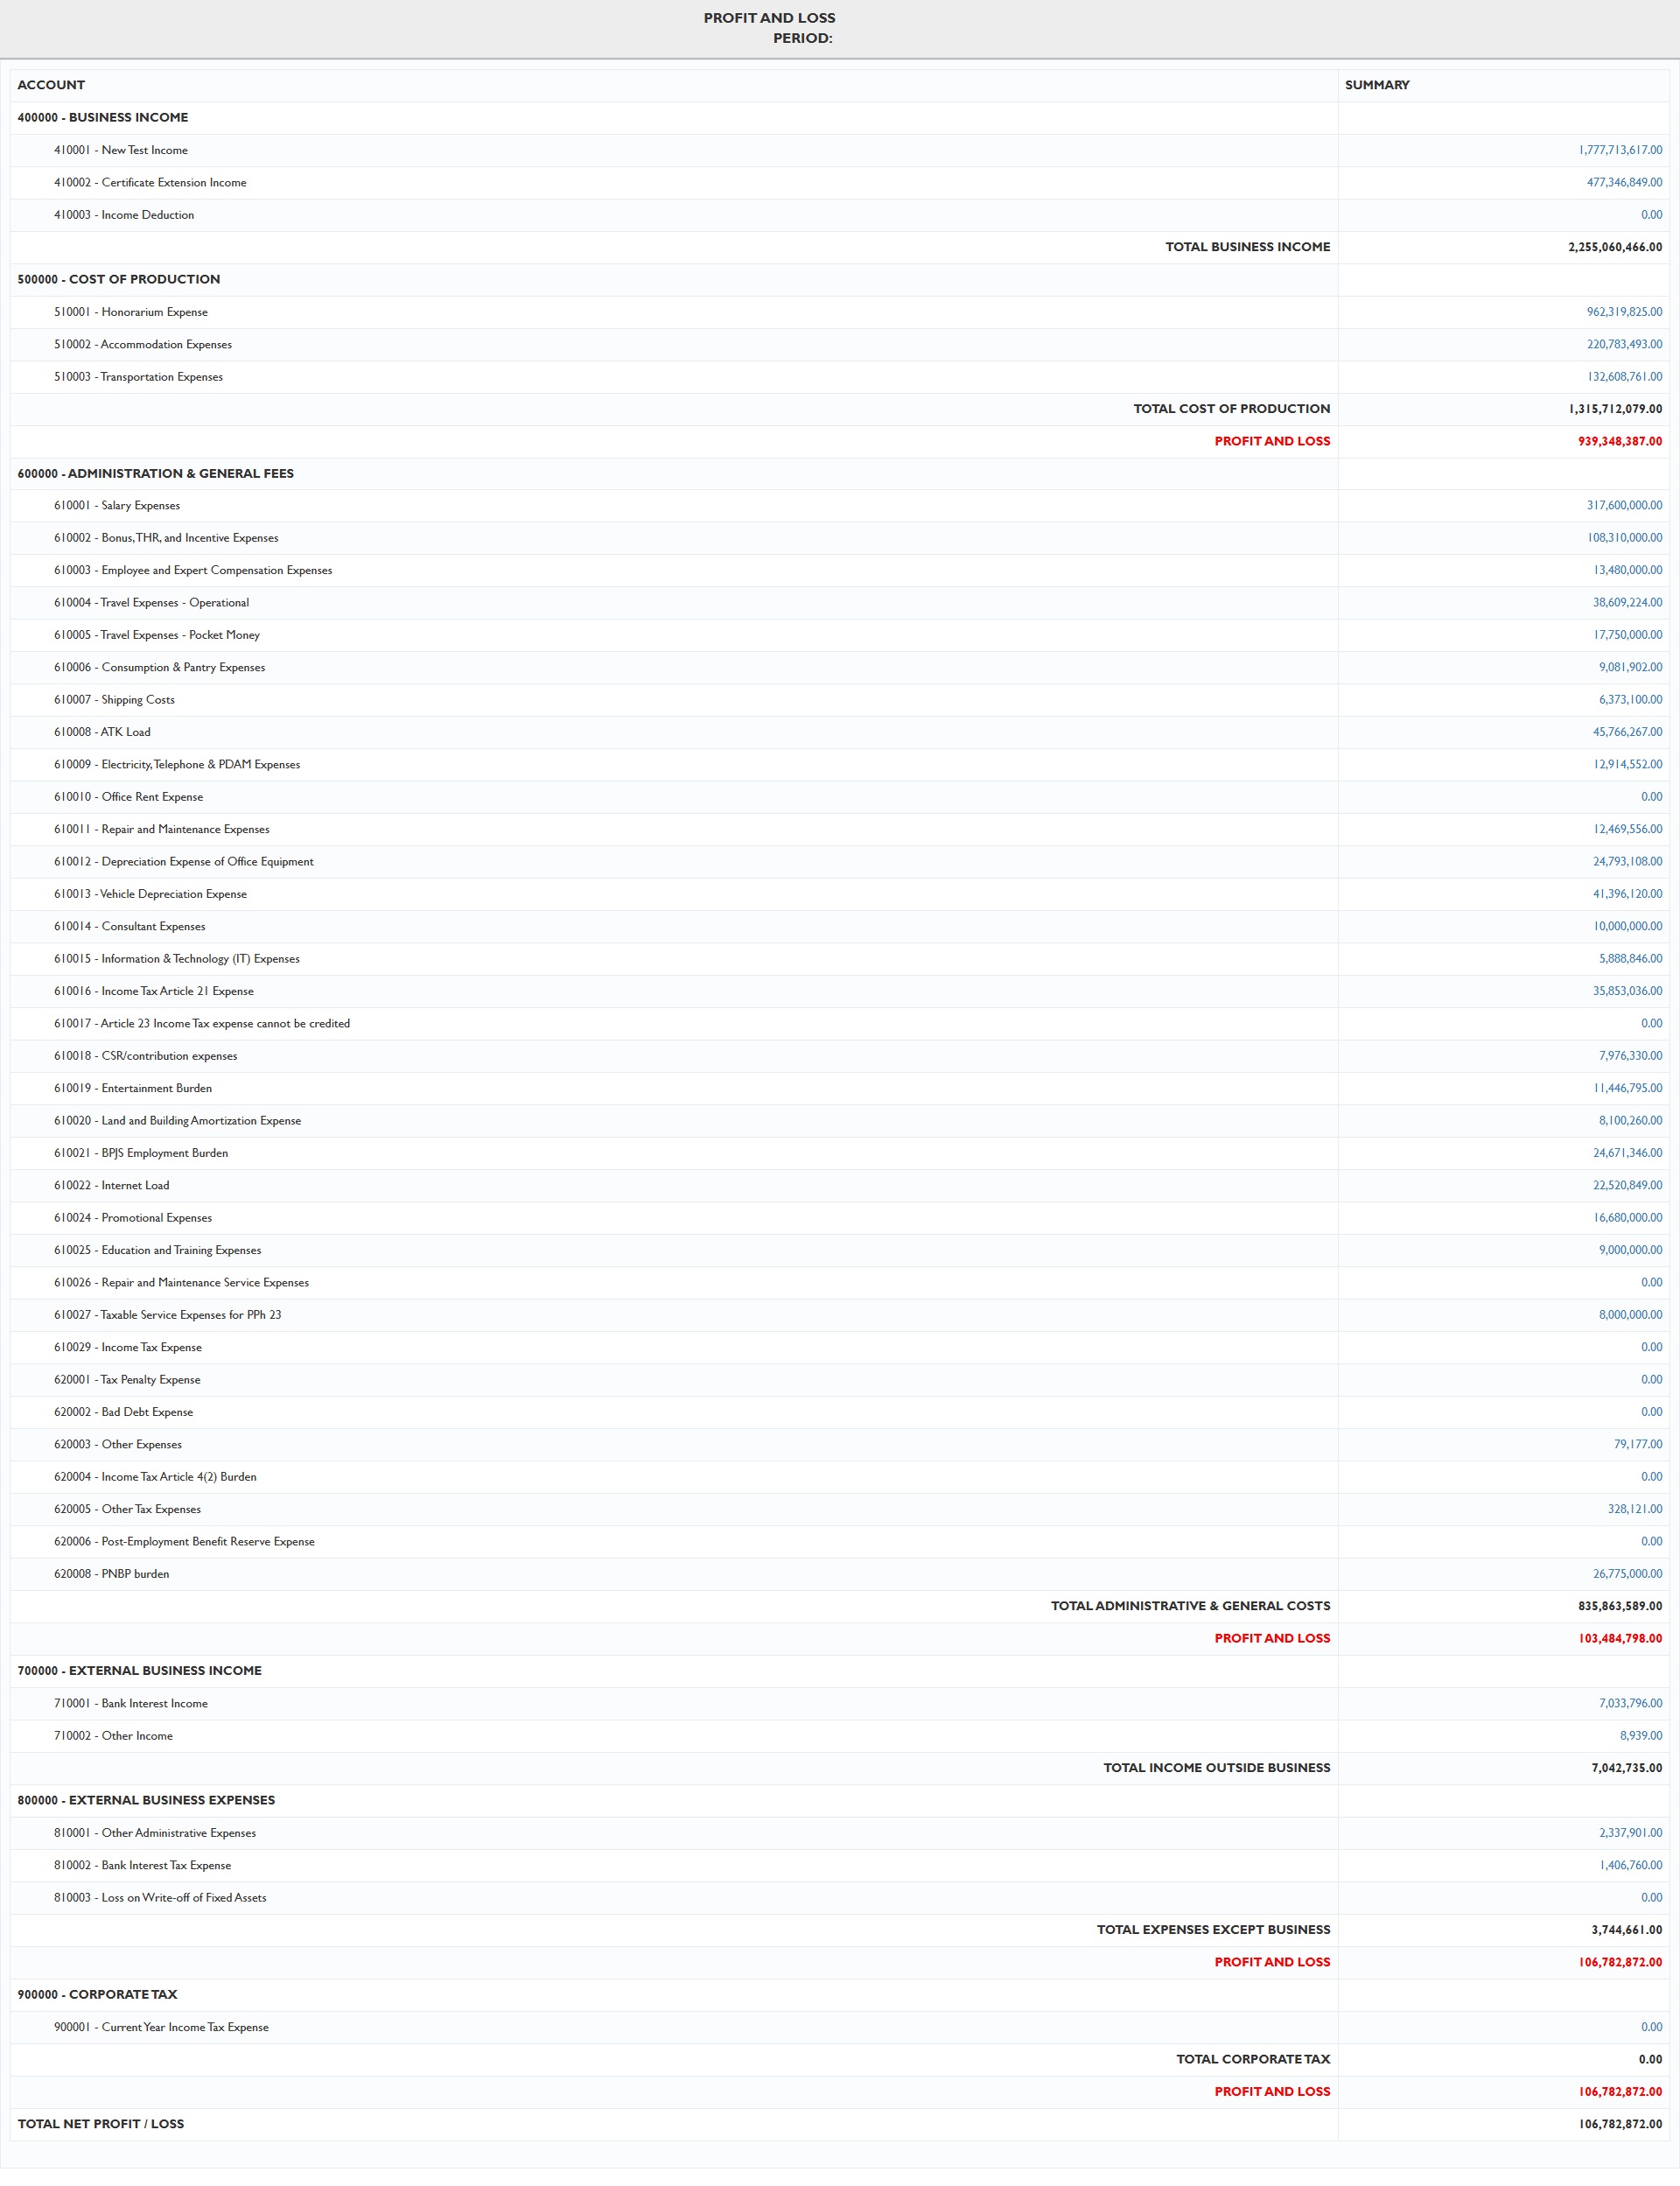 PROFIT AND LOSS
PERIOD:
ACCOUNT SUMMARY
400000 - BUSINESS INCOME
410001 - New Test Income 1,777,713,617.00
410002 - Certificate Extension Income 477,346,849.00
410003 - Income Deduction 0.00
TOTAL BUSINESS INCOME 2,255,060,466.00
500000 - COST OF PRODUCTION
510001 - Honorarium Expense 962,319,825.00
510002 - Accommodation Expenses 220,783,493.00
510003 - Transportation Expenses 132,608,761.00
TOTAL COST OF PRODUCTION 1,315,712,079.00
PROFIT AND LOSS 939,348,387.00
600000 - ADMINISTRATION & GENERAL FEES
610001 - Salary Expenses 317,600,000.00
610002 - Bonus, THR, and Incentive Expenses 108,310,000.00
610003 - Employee and Expert Compensation Expenses 13,480,000.00
610004 - Travel Expenses - Operational 38,609,224.00
610005 - Travel Expenses - Pocket Money 17,750,000.00
610006 - Consumption & Pantry Expenses 9,081,902.00
610007 - Shipping Costs 6,373,100.00
610008 - ATK Load 45,766,267.00
610009 - Electricity, Telephone & PDAM Expenses 12,914,552.00
610010 - Office Rent Expense 0.00
610011 - Repair and Maintenance Expenses 12,469,556.00
610012 - Depreciation Expense of Office Equipment 24,793,108.00
610013 - Vehicle Depreciation Expense 41,396,120.00
610014 - Consultant Expenses 10,000,000.00
610015 - Information & Technology (IT) Expenses 5,888,846.00
610016 - Income Tax Article 21 Expense 35,853,036.00
610017 - Article 23 Income Tax expense cannot be credited 0.00
610018 - CSR/contribution expenses 7,976,330.00
610019 - Entertainment Burden 11,446,795.00
610020 - Land and Building Amortization Expense 8,100,260.00
610021 - BPJS Employment Burden 24,671,346.00
610022 - Internet Load 22,520,849.00
610024 - Promotional Expenses 16,680,000.00
610025 - Education and Training Expenses 9,000,000.00
610026 - Repair and Maintenance Service Expenses 0.00
610027 - Taxable Service Expenses for PPh 23 8,000,000.00
610029 - Income Tax Expense 0.00
620001 - Tax Penalty Expense 0.00
620002 - Bad Debt Expense 0.00
620003 - Other Expenses 79,177.00
620004 - Income Tax Article 4(2) Burden 0.00
620005 - Other Tax Expenses 328,121.00
620006 - Post-Employment Benefit Reserve Expense 0.00
620008 - PNBP burden 26,775,000.00
TOTAL ADMINISTRATIVE & GENERAL COSTS 835,863,589.00
PROFIT AND LOSS 103,484,798.00
700000 - EXTERNAL BUSINESS INCOME
710001 - Bank Interest Income 7,033,796.00
710002 - Other Income 8,939.00
TOTAL INCOME OUTSIDE BUSINESS 7,042,735.00
800000 - EXTERNAL BUSINESS EXPENSES
810001 - Other Administrative Expenses 2,337,901.00
810002 - Bank Interest Tax Expense 1,406,760.00
810003 - Loss on Write-off of Fixed Assets 0.00
TOTAL EXPENSES EXCEPT BUSINESS 3,744,661.00
PROFIT AND LOSS 106,782,872.00
900000 - CORPORATE TAX
900001 - Current Year Income Tax Expense 0.00
TOTAL CORPORATE TAX 0.00
PROFIT AND LOSS 106,782,872.00
TOTAL NET PROFIT / LOSS 106,782,872.00